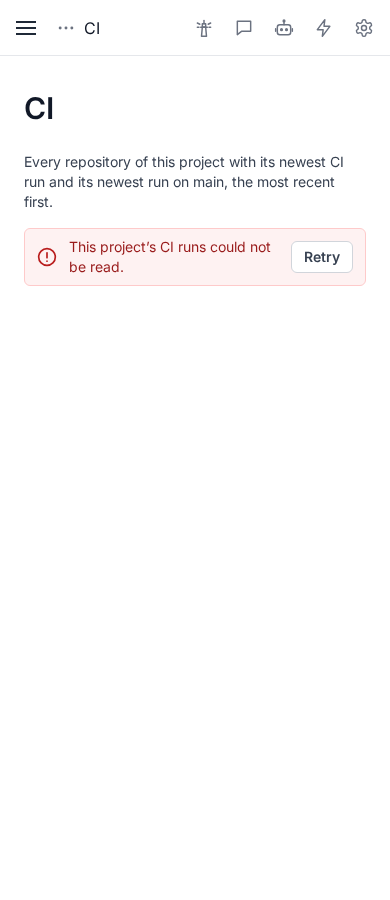 CI
CI
Every repository of this project with its newest CI
run and its newest run on main, the most recent
first.
This project’s CI runs could not
be read.
Retry